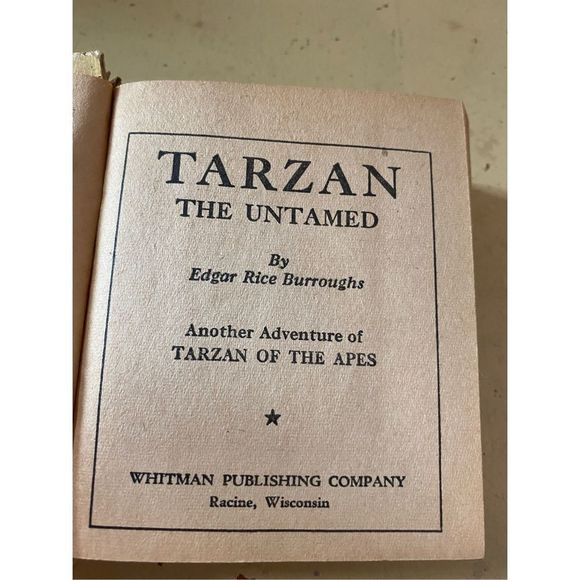 TARZAN
THE UNTAMED
By
Edgar Rice Burroughs
Another Adventure of
TARZAN OF THE APES
WHITMAN PUBLISHING COMPANY
Racine, Wisconsin